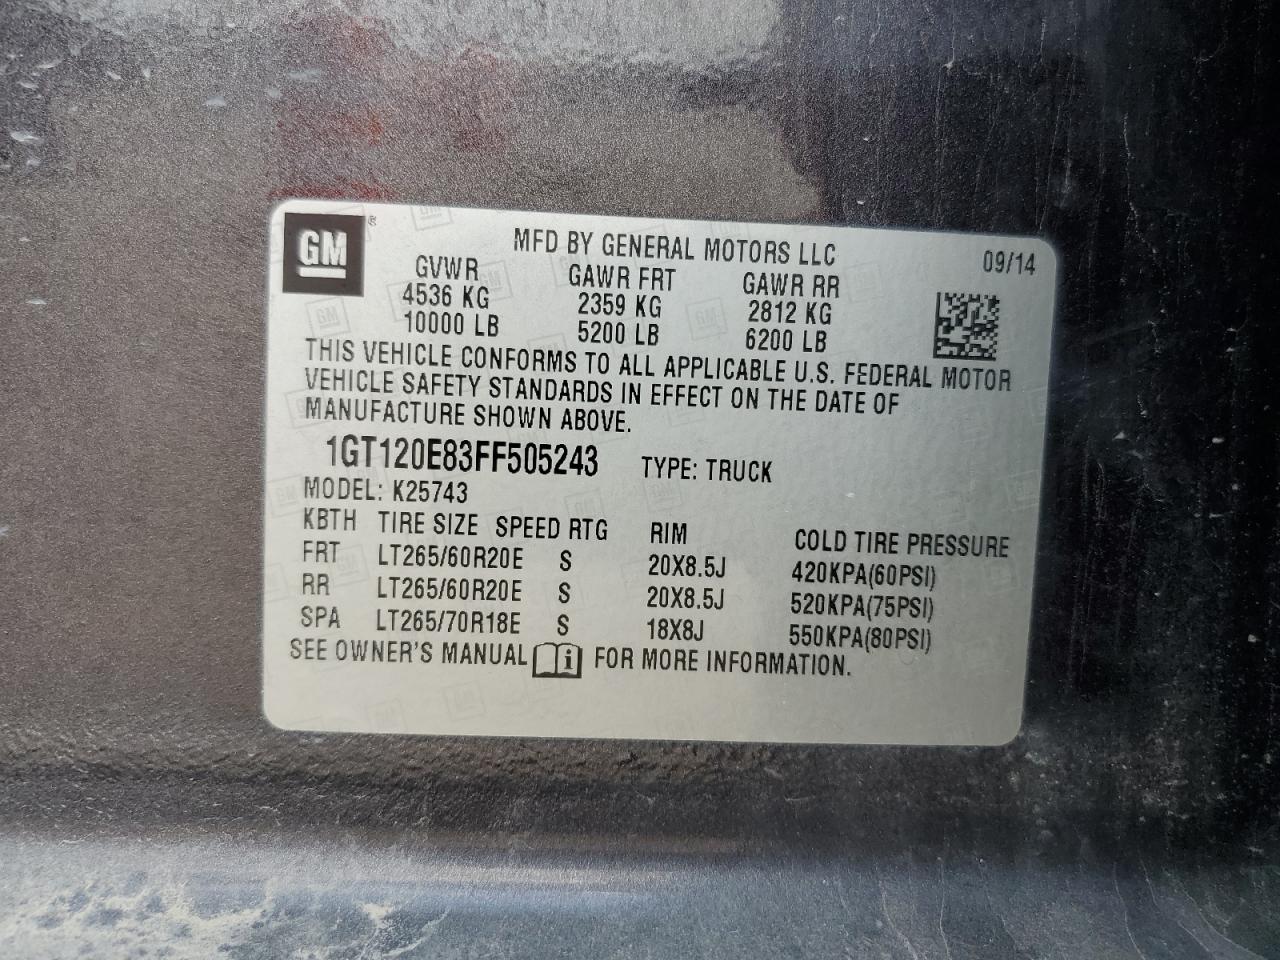 GM ®
MFD BY GENERAL MOTORS LLC 09/14
GVWR GAWR FRT GAWR RR
4536 KG 2359 KG 2812 KG
10000 LB 5200 LB 6200 LB
THIS VEHICLE CONFORMS TO ALL APPLICABLE U.S. FEDERAL MOTOR
VEHICLE SAFETY STANDARDS IN EFFECT ON THE DATE OF
MANUFACTURE SHOWN ABOVE.
1GT120E83FF505243 TYPE: TRUCK
MODEL: K25743
KBTH TIRE SIZE SPEED RTG RIM COLD TIRE PRESSURE
FRT LT265/60R20E S 20X8.5J 420KPA(60PSI)
RR LT265/60R20E S 20X8.5J 520KPA(75PSI)
SPA LT265/70R18E S 18X8J 550KPA(80PSI)
SEE OWNER'S MANUAL i FOR MORE INFORMATION.